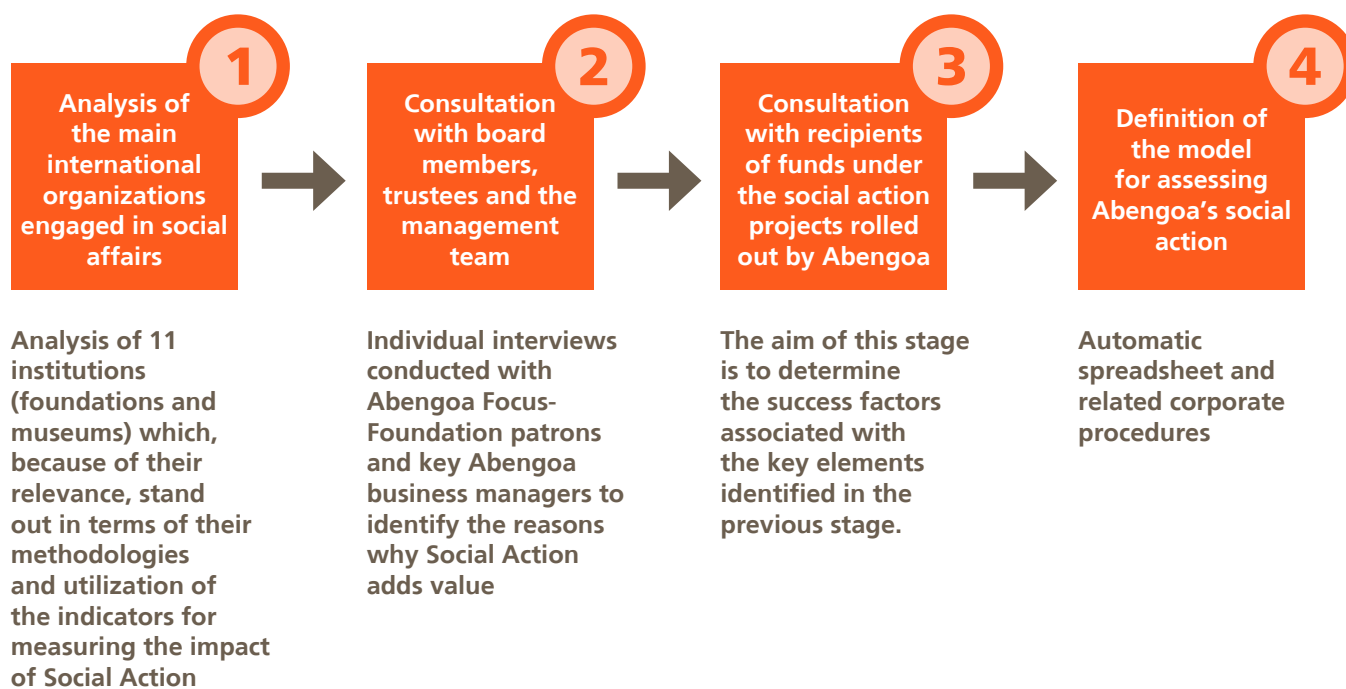 1
Analysis of
the main
international
organizations
engaged in social
affairs
Analysis of 11
institutions
(foundations and
museums) which,
because of their
relevance, stand
out in terms of their
methodologies
and utilization of
the indicators for
measuring the impact
of Social Action
2
Consultation
with board
members,
trustees and the
management
team
Individual interviews
conducted with
Abengoa Focus-
Foundation patrons
and key Abengoa
business managers to
identify the reasons
why Social Action
adds value
3
Consultation
with recipients
of funds under
the social action
projects rolled
out by Abengoa
The aim of this stage
is to determine
the success factors
associated with
the key elements
identified in the
previous stage.
4
Definition of
the model
for assessing
Abengoa’s social
action
Automatic
spreadsheet and
related corporate
procedures